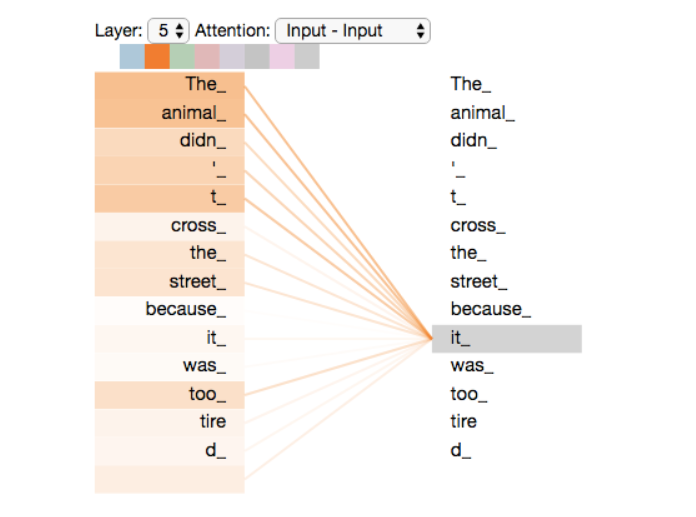 Layer: 5 Attention: Input - Input
The_ The_
animal_ animal_
didn_ didn_
'_ '_
t_ t_
cross_ cross_
the_ the_
street_ street_
because_ because_
it_ it_
was_ was_
too_ too_
tire tire
d_ d_